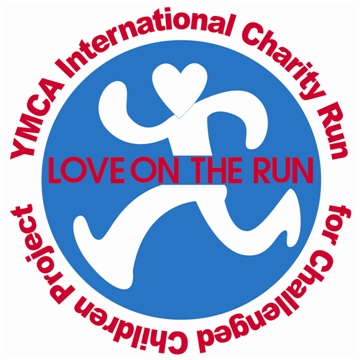 YMCA International Charity Run
LOVE ON THE RUN
for Challenged Children Project